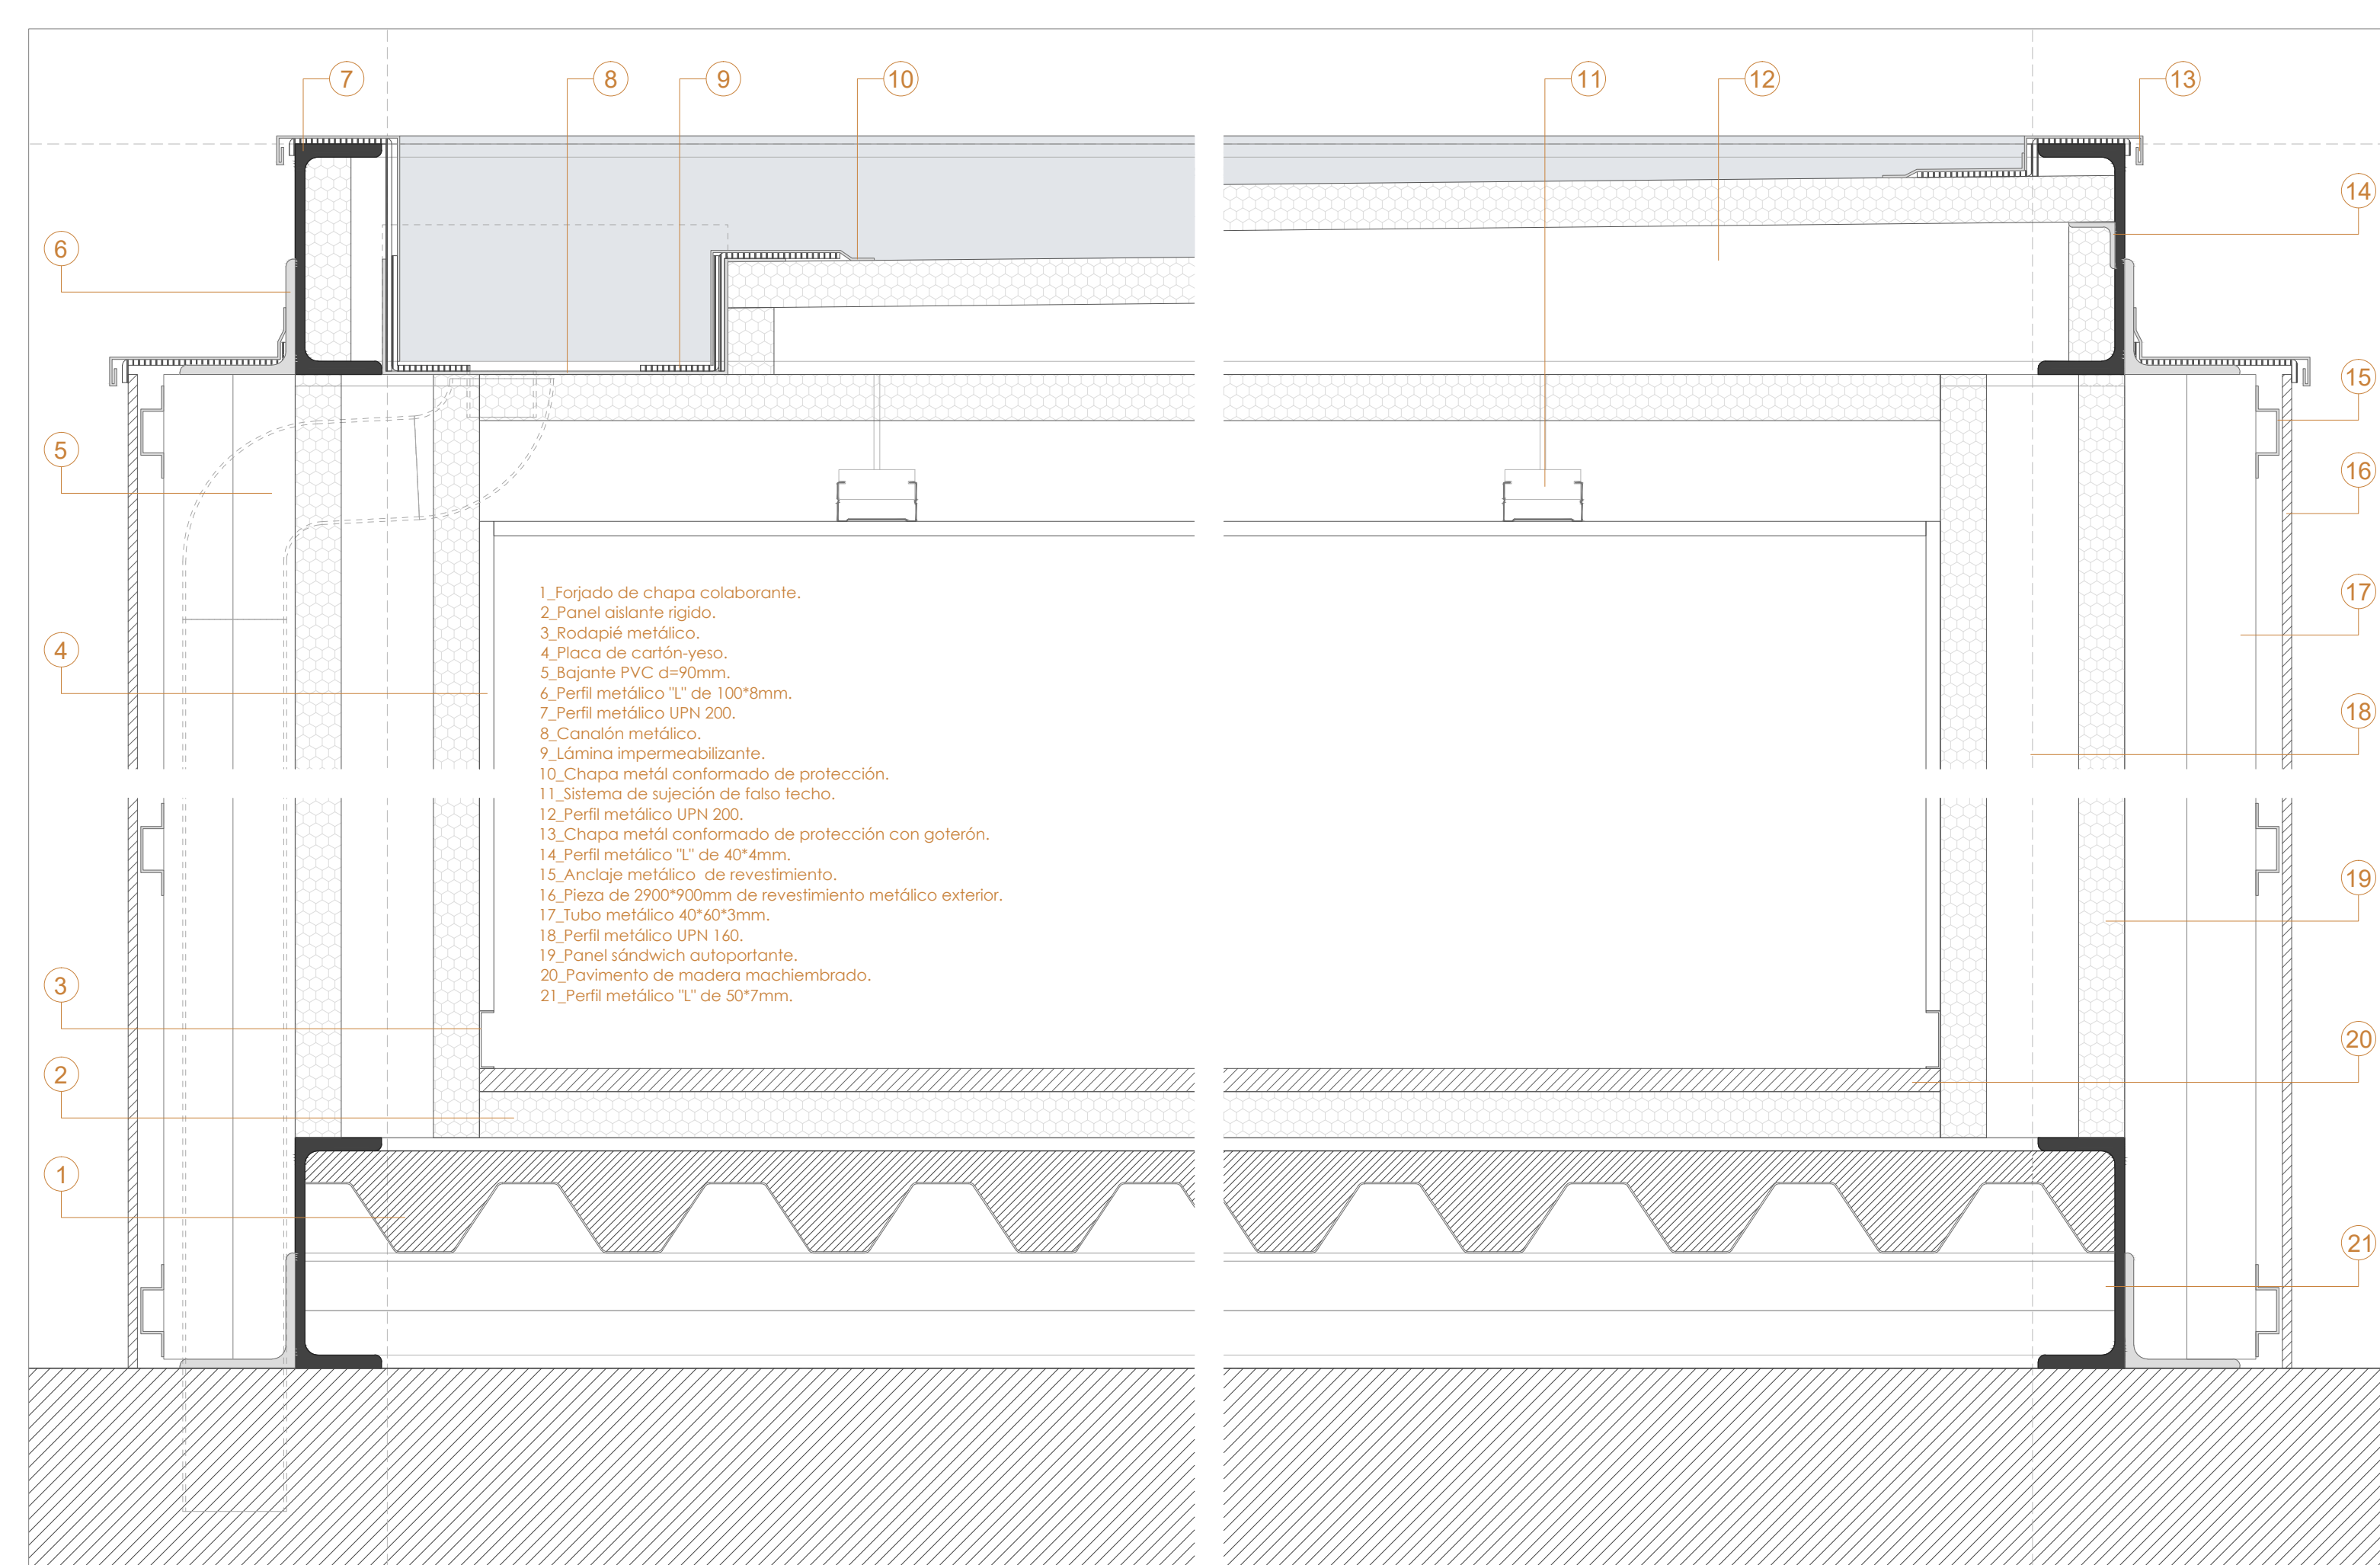 7 8 9 10 11 12 13
14
6
15
5
16
17
1_Forjado de chapa colaborante.
2_Panel aislante rigido.
3_Rodapié metálico.
4
4_Placa de cartón-yeso.
5_Bajante PVC d=90mm.
6_Perfil metálico "L" de 100*8mm.
7_Perfil metálico UPN 200.
18
8_Canalón metálico.
9_Lámina impermeabilizante.
10_Chapa metál conformado de protección.
11_Sistema de sujeción de falso techo.
12_Perfil metálico UPN 200.
13_Chapa metál conformado de protección con goterón.
14_Perfil metálico "L" de 40*4mm.
15_Anclaje metálico  de revestimiento.
19
16_Pieza de 2900*900mm de revestimiento metálico exterior.
17_Tubo metálico 40*60*3mm.
18_Perfil metálico UPN 160.
19_Panel sándwich autoportante.
20_Pavimento de madera machiembrado.
3
21_Perfil metálico "L" de 50*7mm.
20
2
1
21